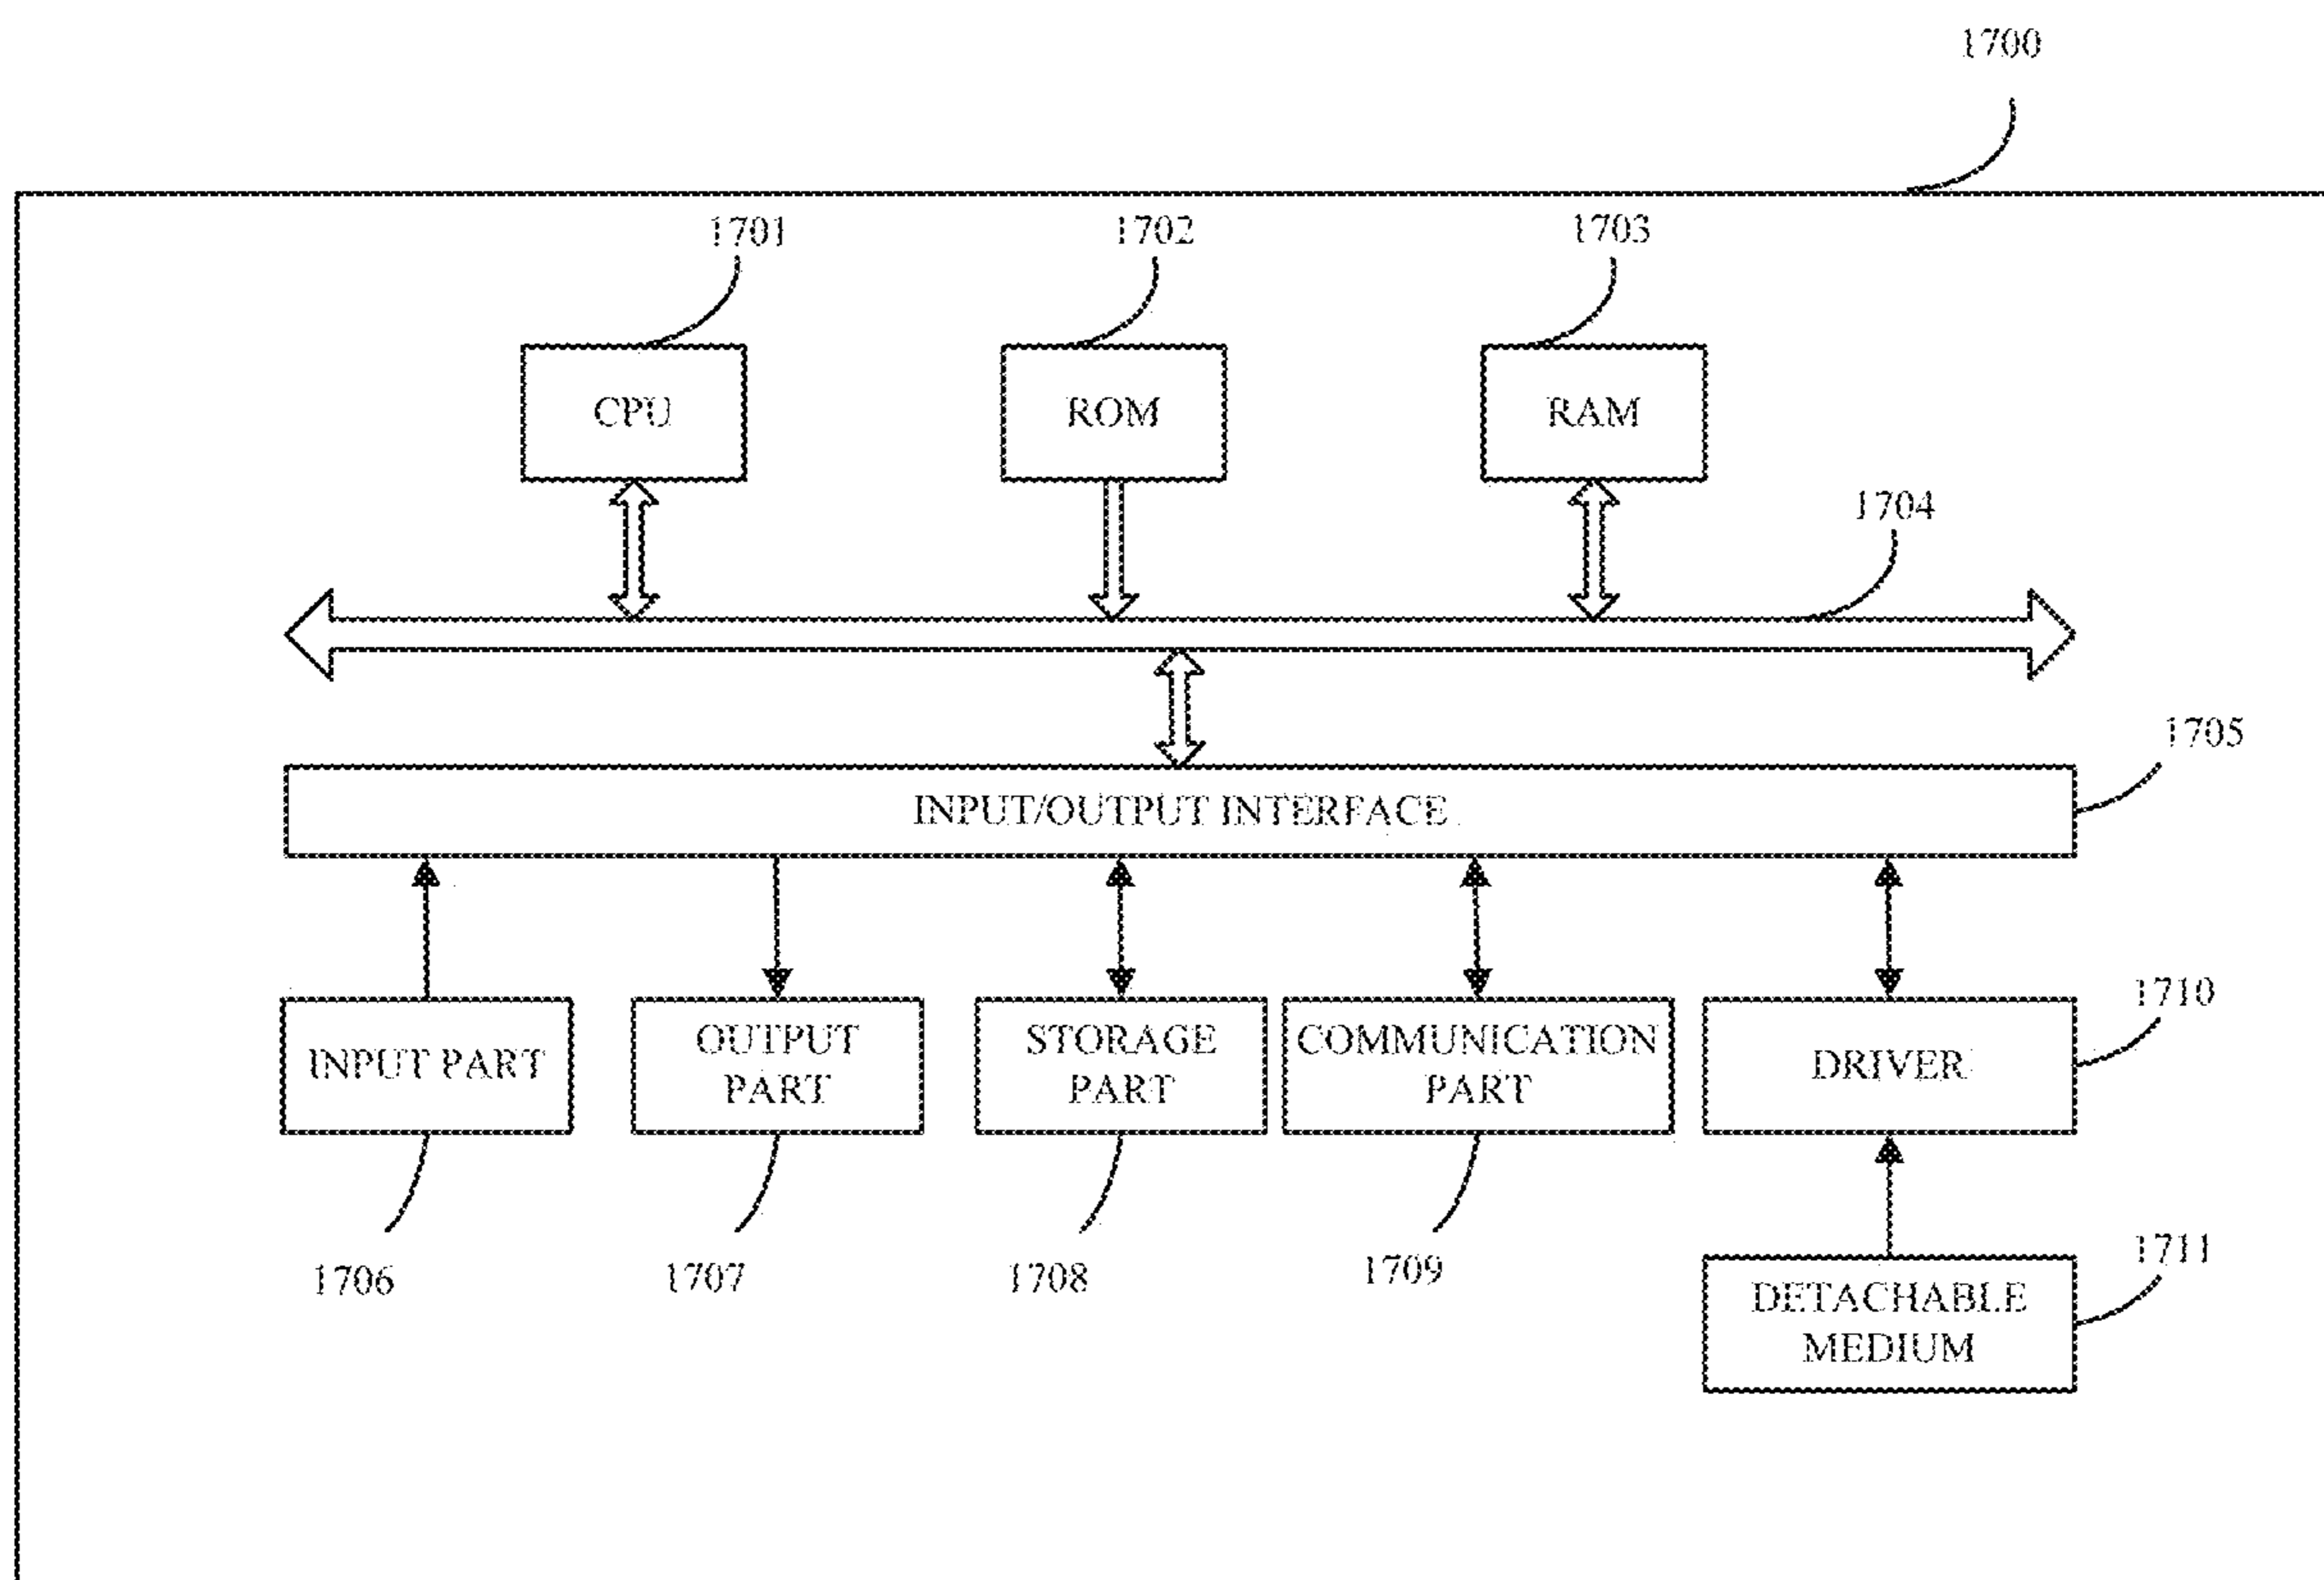 1700
1701
1702
1703
CPU
ROM
RAM
1704
1705
INPUT/OUTPUT INTERFACE
1710
INPUT PART
OUTPUT
PART
STORAGE
PART
COMMUNICATION
PART
DRIVER
1706
1707
1708
1709
1711
DETACHABLE
MEDIUM